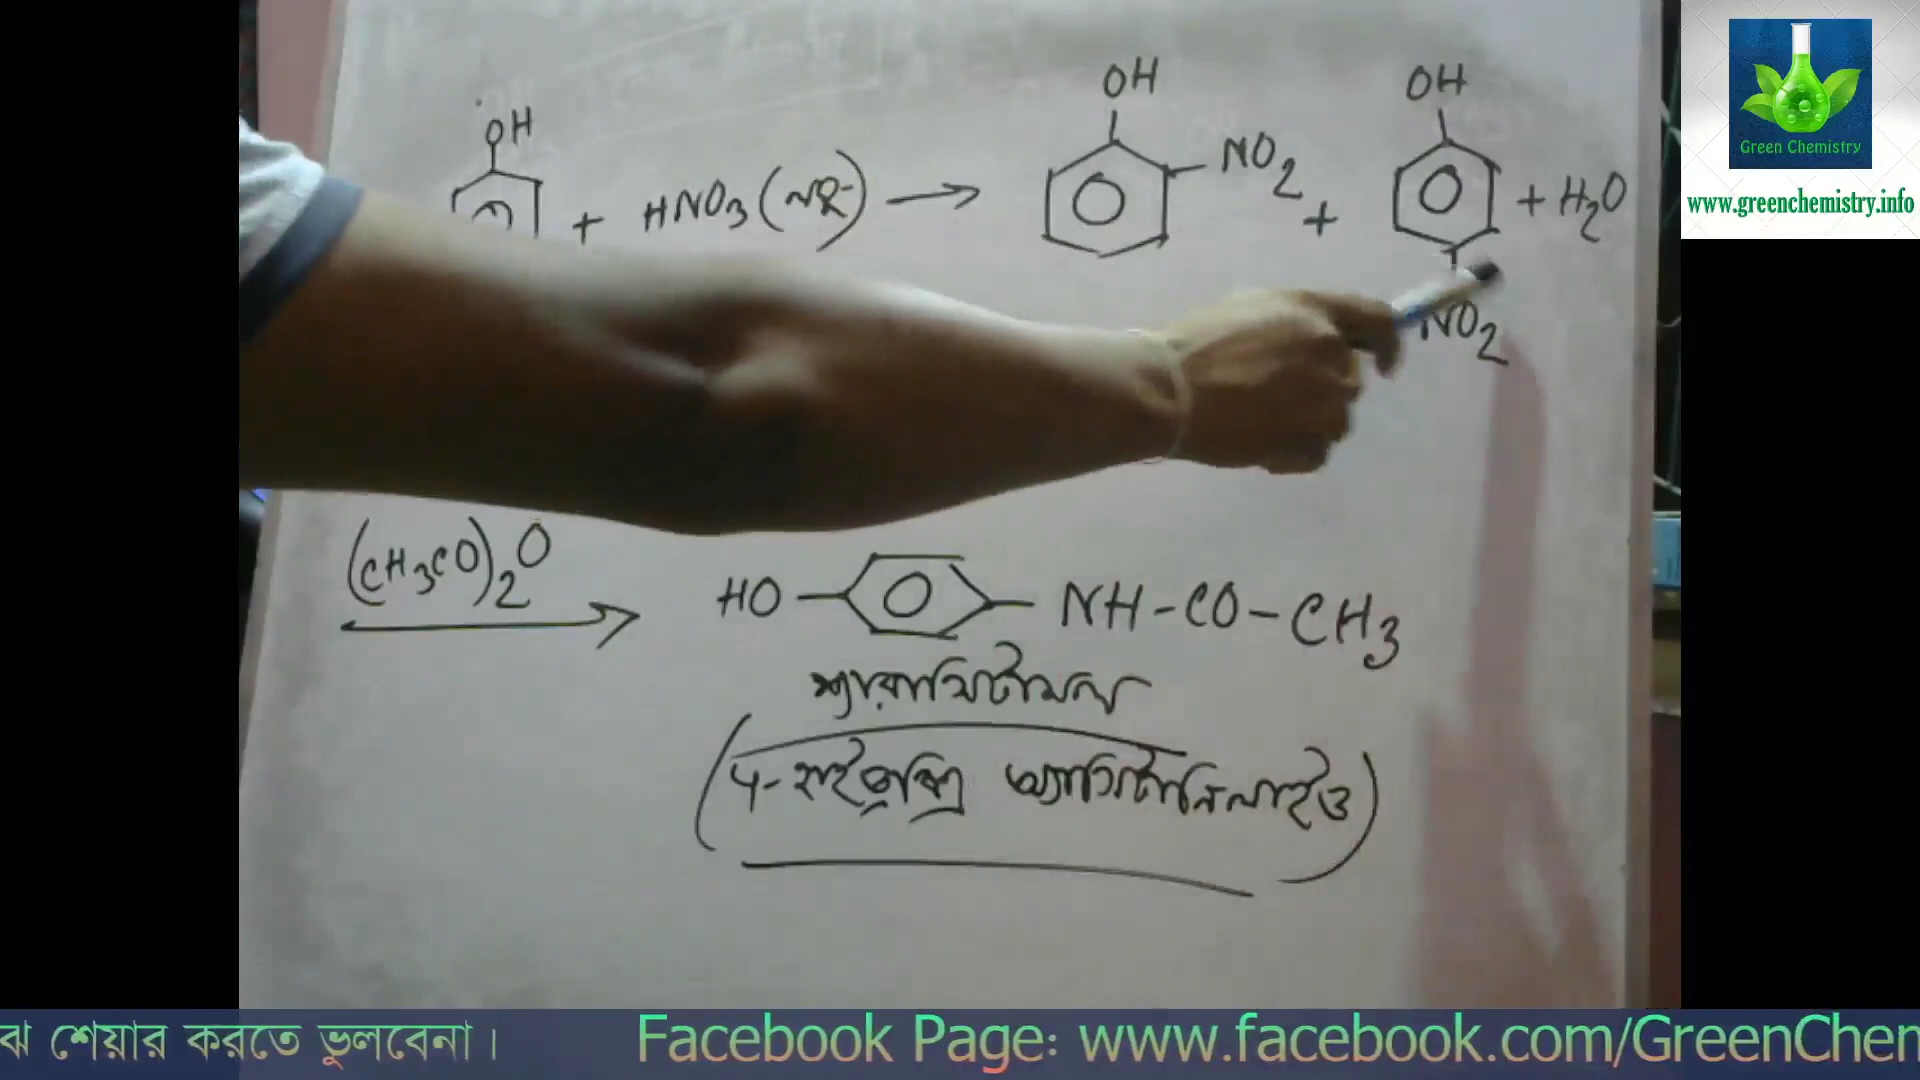 OH
OH
OH
+ HNO3 (লঘু) → NO2 + + H2O
NO2
(CH3CO)2O
HO NH-CO-CH3
প্যারাসিটামল
(4-হাইড্রক্সি অ্যাসিটানিলাইড)
Green Chemistry
www.greenchemistry.info
ঝে শেয়ার করতে ভুলবেনা। Facebook Page: www.facebook.com/GreenChem